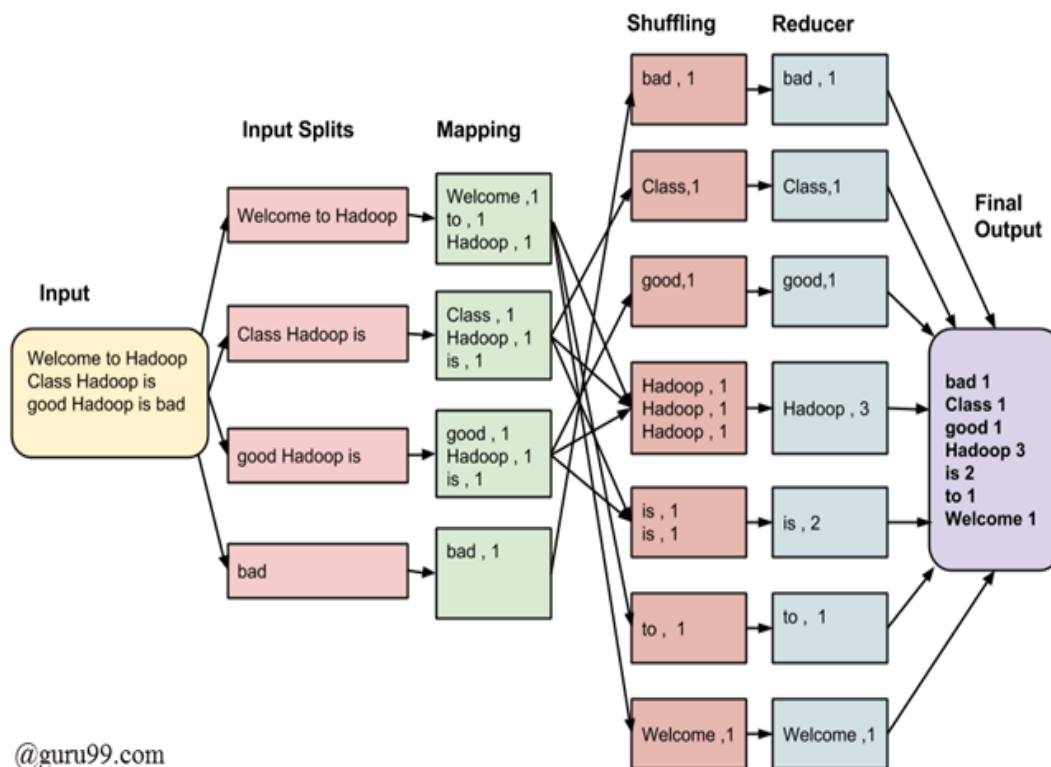 Shuffling
Reducer
bad , 1
bad , 1
Input Splits
Mapping
Class,1
Class,1
Final
Output
Welcome to Hadoop
Welcome ,1
to , 1
Hadoop , 1
good,1
good,1
Input
Class Hadoop is
Class , 1
Hadoop , 1
is , 1
Welcome to Hadoop
Class Hadoop is
good Hadoop is bad
Hadoop , 1
Hadoop , 1
Hadoop , 1
Hadoop , 3
bad 1
Class 1
good 1
Hadoop 3
is 2
to 1
Welcome 1
good Hadoop is
good , 1
Hadoop , 1
is , 1
is , 1
is , 1
is , 2
bad
bad , 1
to , 1
to , 1
Welcome ,1
Welcome ,1
@guru99.com